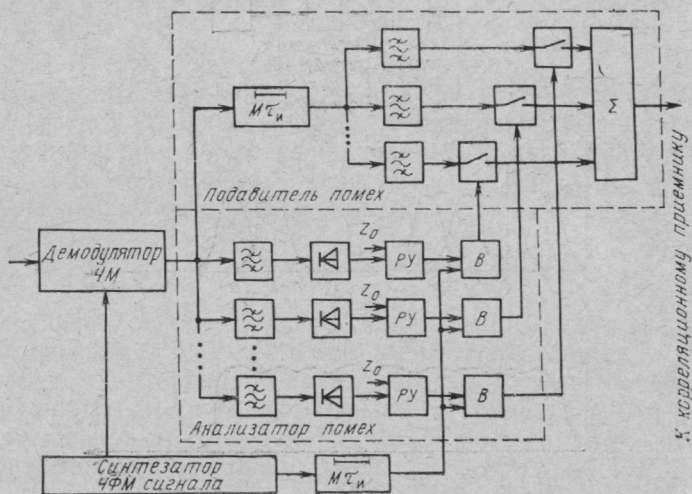 Mτи
Σ
Подавитель помех
Демодулятор
ЧМ
Z0
РУ
В
Z0
РУ
В
Z0
РУ
В
Анализатор помех
Синтезатор
ЧФМ сигнала
Mτи
К корреляционному приемнику